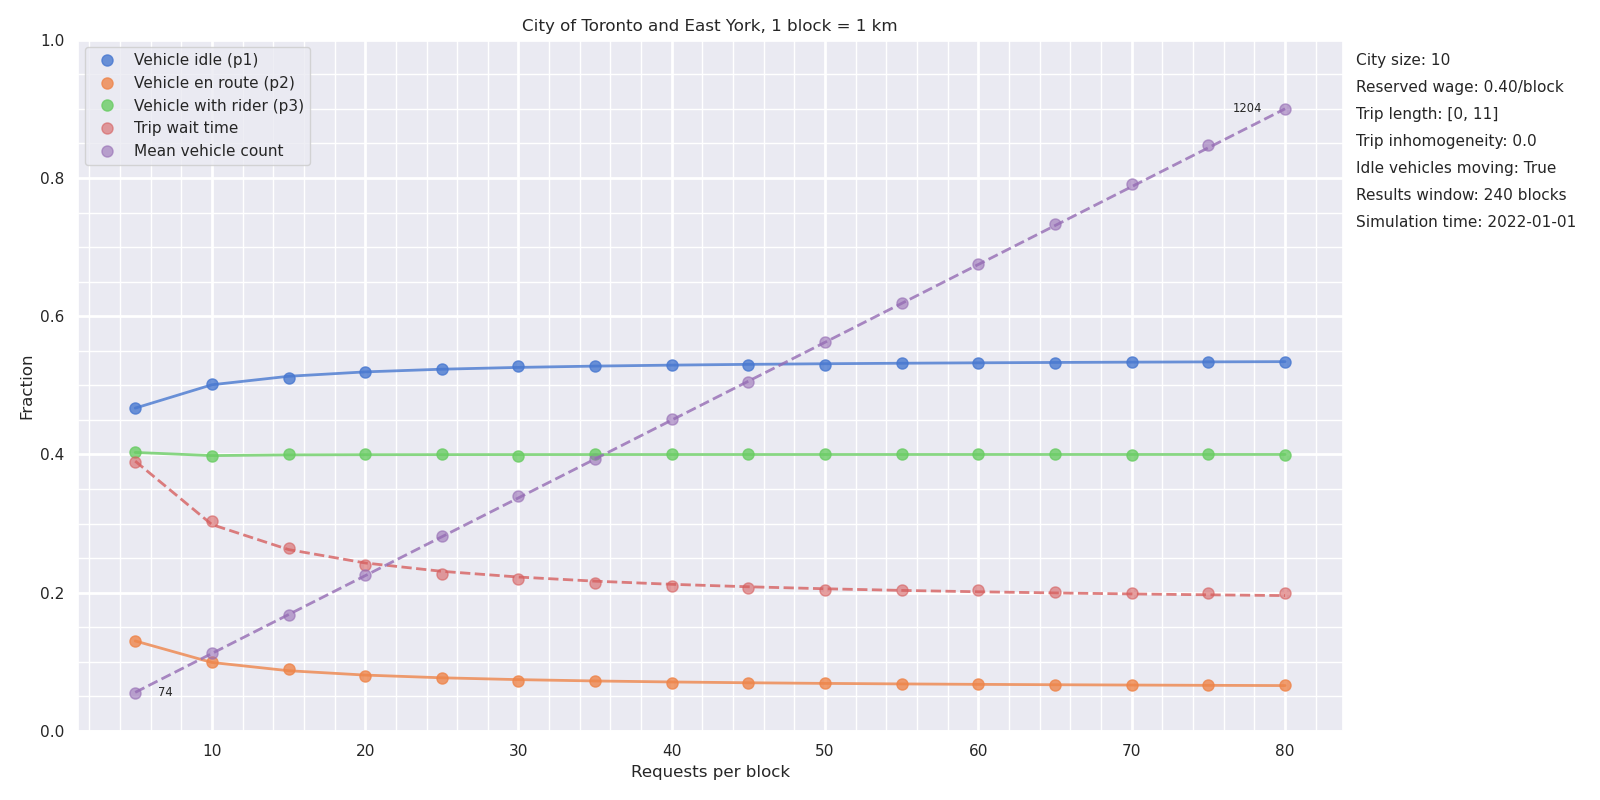 City of Toronto and East York, 1 block = 1 km
Vehicle idle (p1)
Vehicle en route (p2)
Vehicle with rider (p3)
Trip wait time
Mean vehicle count
City size: 10
Reserved wage: 0.40/block
Trip length: [0, 11]
Trip inhomogeneity: 0.0
Idle vehicles moving: True
Results window: 240 blocks
Simulation time: 2022-01-01
1204
74
Fraction
1.0
0.8
0.6
0.4
0.2
0.0
10 20 30 40 50 60 70 80
Requests per block